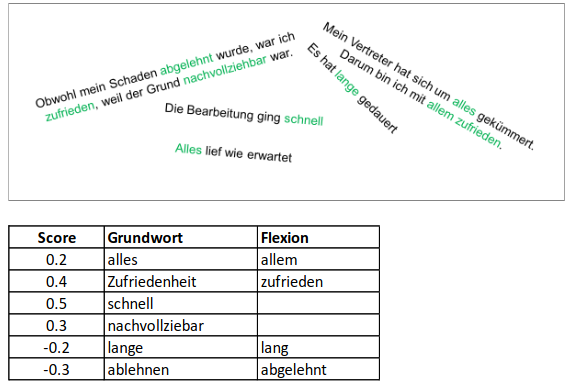 Obwohl mein Schaden abgelehnt wurde, war ich
zufrieden, weil der Grund nachvollziehbar war.
Mein Vertreter hat sich um alles gekümmert.
Darum bin ich mit allem zufrieden.
Es hat lange gedauert
Die Bearbeitung ging schnell
Alles lief wie erwartet
Score Grundwort Flexion
0.2 alles allem
0.4 Zufriedenheit zufrieden
0.5 schnell
0.3 nachvollziebar
-0.2 lange lang
-0.3 ablehnen abgelehnt